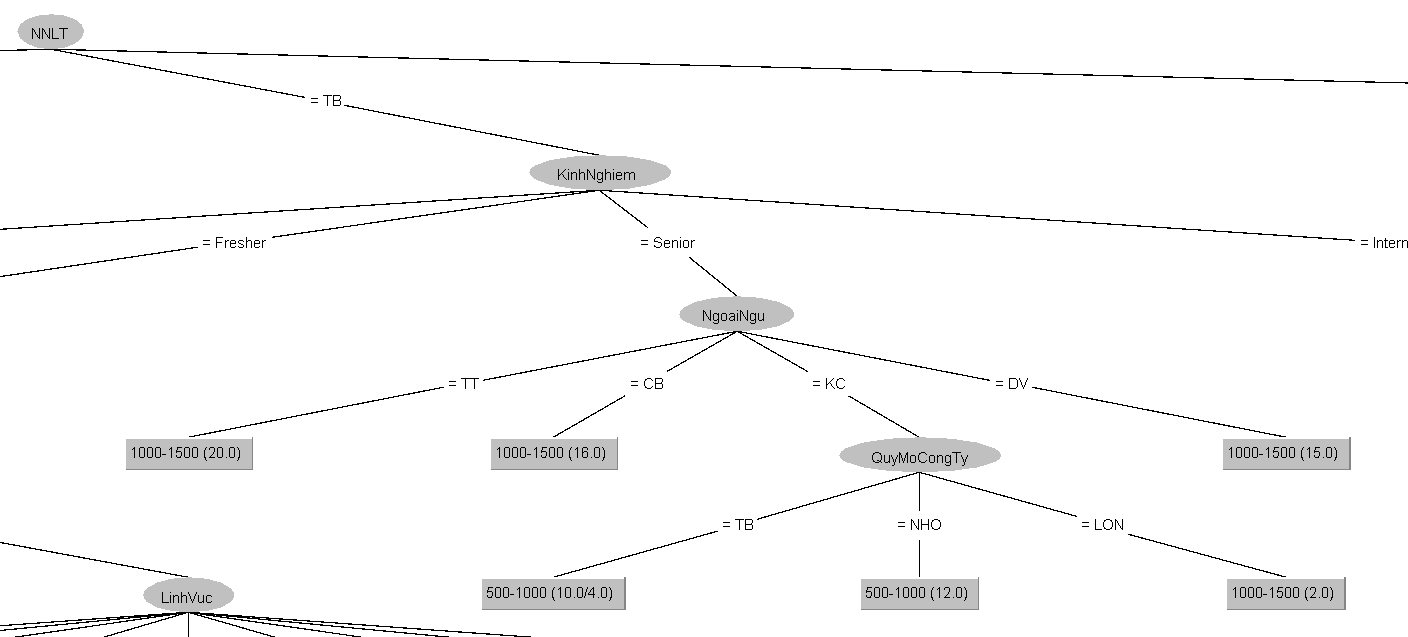 NNLT
= TB
KinhNghiem
= Fresher
= Senior
= Intern
NgoaiNgu
= TT
= CB
= KC
= DV
1000-1500 (20.0)
1000-1500 (16.0)
QuyMoCongTy
1000-1500 (15.0)
= TB
= NHO
= LON
LinhVuc
500-1000 (10.0/4.0)
500-1000 (12.0)
1000-1500 (2.0)